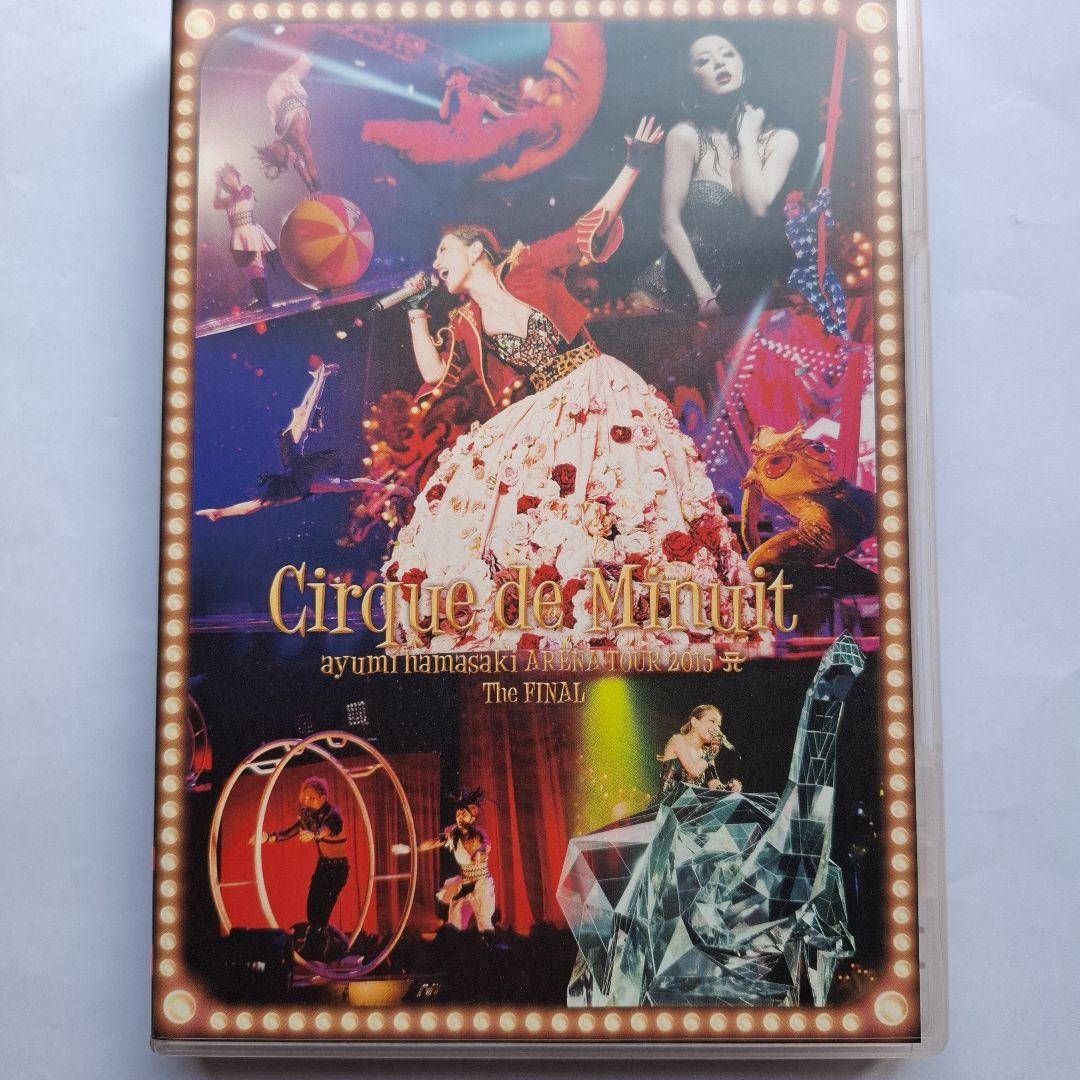 Cirque de Minuit
ayumi hamasaki ARENA TOUR 2015 A
The FINAL